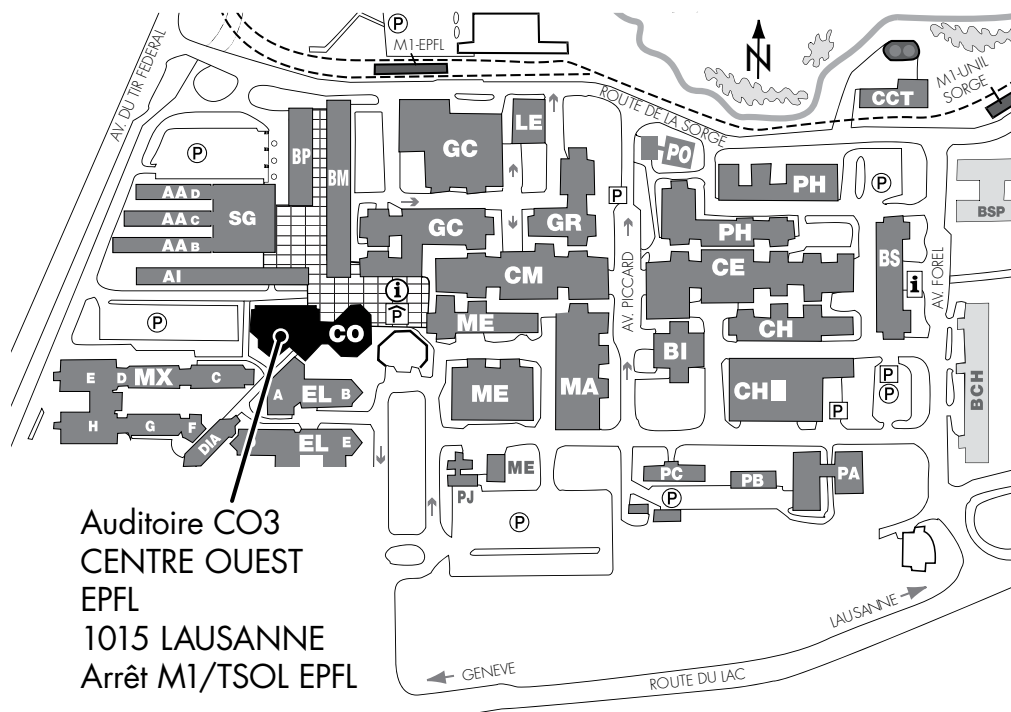 P
M1-EPFL
AV. DU TIR FEDERAL
N
M1-UNIL
SORGE
CCT
ROUTE DE LA SORGE
LE
GC
BP
BM
P
PO
PH
P
AA D
AA C
AA B
SG
GC
GR
P
PH
BSP
AI
CM
CE
BS
i
AV. FOREL
AV. PICCARD
i
P
P
CO
ME
CH
BI
E
D
MX
C
A
EL
B
ME
MA
CH
P
P
P
BCH
H
G
F
DIA
EL
E
PJ
ME
PC
PB
PA
P
P
Auditoire CO3
CENTRE OUEST
EPFL
1015 LAUSANNE
Arrêt M1/TSOL EPFL
GENEVE
ROUTE DU LAC
LAUSANNE